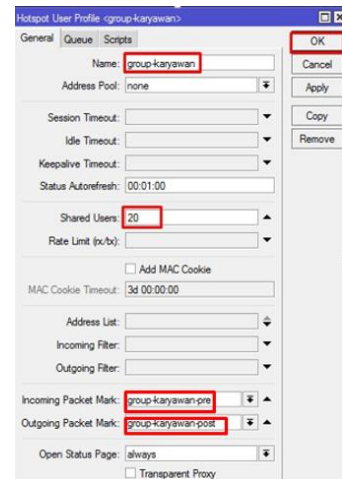 Hotspot User Profile <group-karyawan>
General Queue Scripts
OK
Name: group-karyawan
Cancel
Address Pool: none
Apply
Session Timeout:
Copy
Idle Timeout:
Remove
Keepalive Timeout:
Status Autorefresh: 00:01:00
Shared Users: 20
Rate Limit (rx/tx):
Add MAC Cookie
MAC Cookie Timeout: 3d 00:00:00
Address List:
Incoming Filter:
Outgoing Filter:
Incoming Packet Mark: group-karyawan-pre
Outgoing Packet Mark: group-karyawan-post
Open Status Page: always
Transparent Proxy